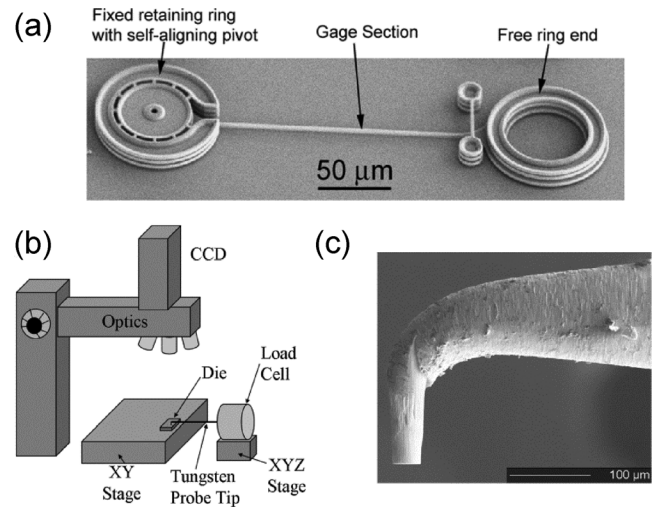 (a)
Fixed retaining ring
with self-aligning pivot
Gage Section
Free ring end
50 μm
(b)
CCD
Optics
Die
Load
Cell
XY
Stage
Tungsten
Probe Tip
XYZ
Stage
(c)
100 μm